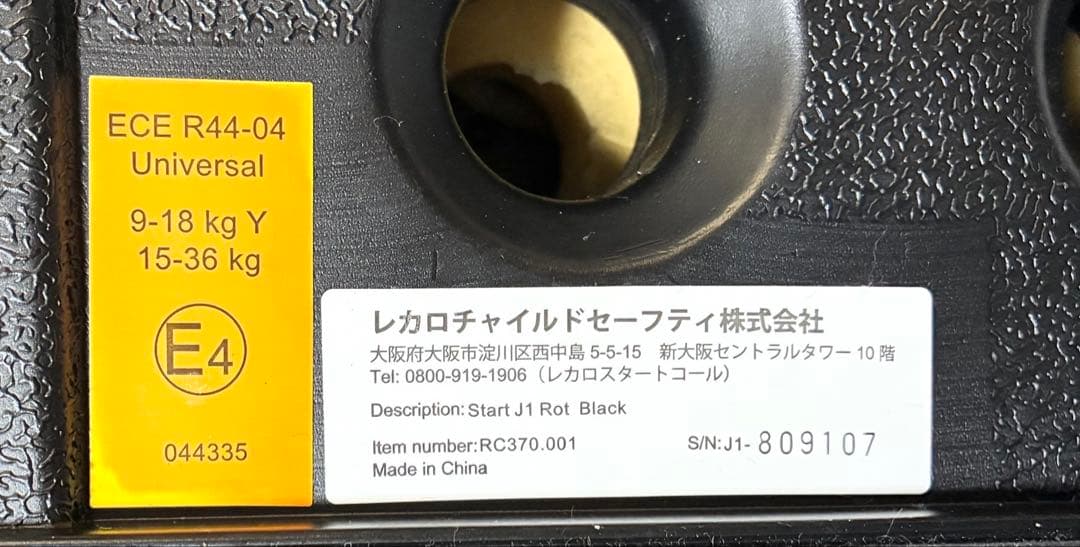 ECE R44-04
Universal
9-18 kg Y
15-36 kg
E4
044335
レカロチャイルドセーフティ株式会社
大阪府大阪市淀川区西中島 5-5-15　新大阪セントラルタワー 10 階
Tel: 0800-919-1906（レカロスタートコール）
Description: Start J1 Rot Black
Item number: RC370.001 S/N: J1- 809107
Made in China